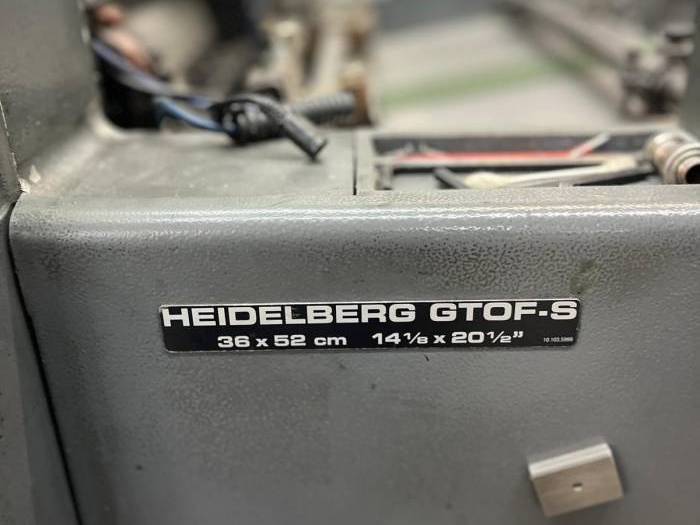 HEIDELBERG GTOF-S
36 x 52 cm 14 1/8 x 20 1/2"